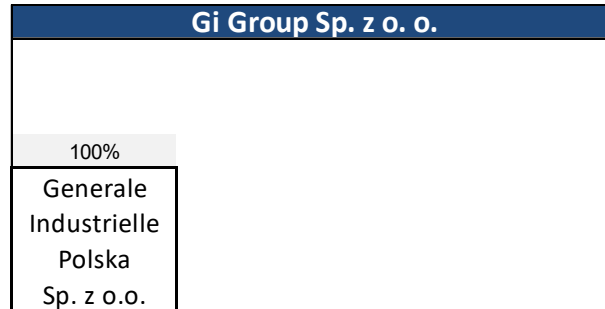 Gi Group Sp. z o. o.
100%
Generale
Industrielle
Polska
Sp. z o.o.